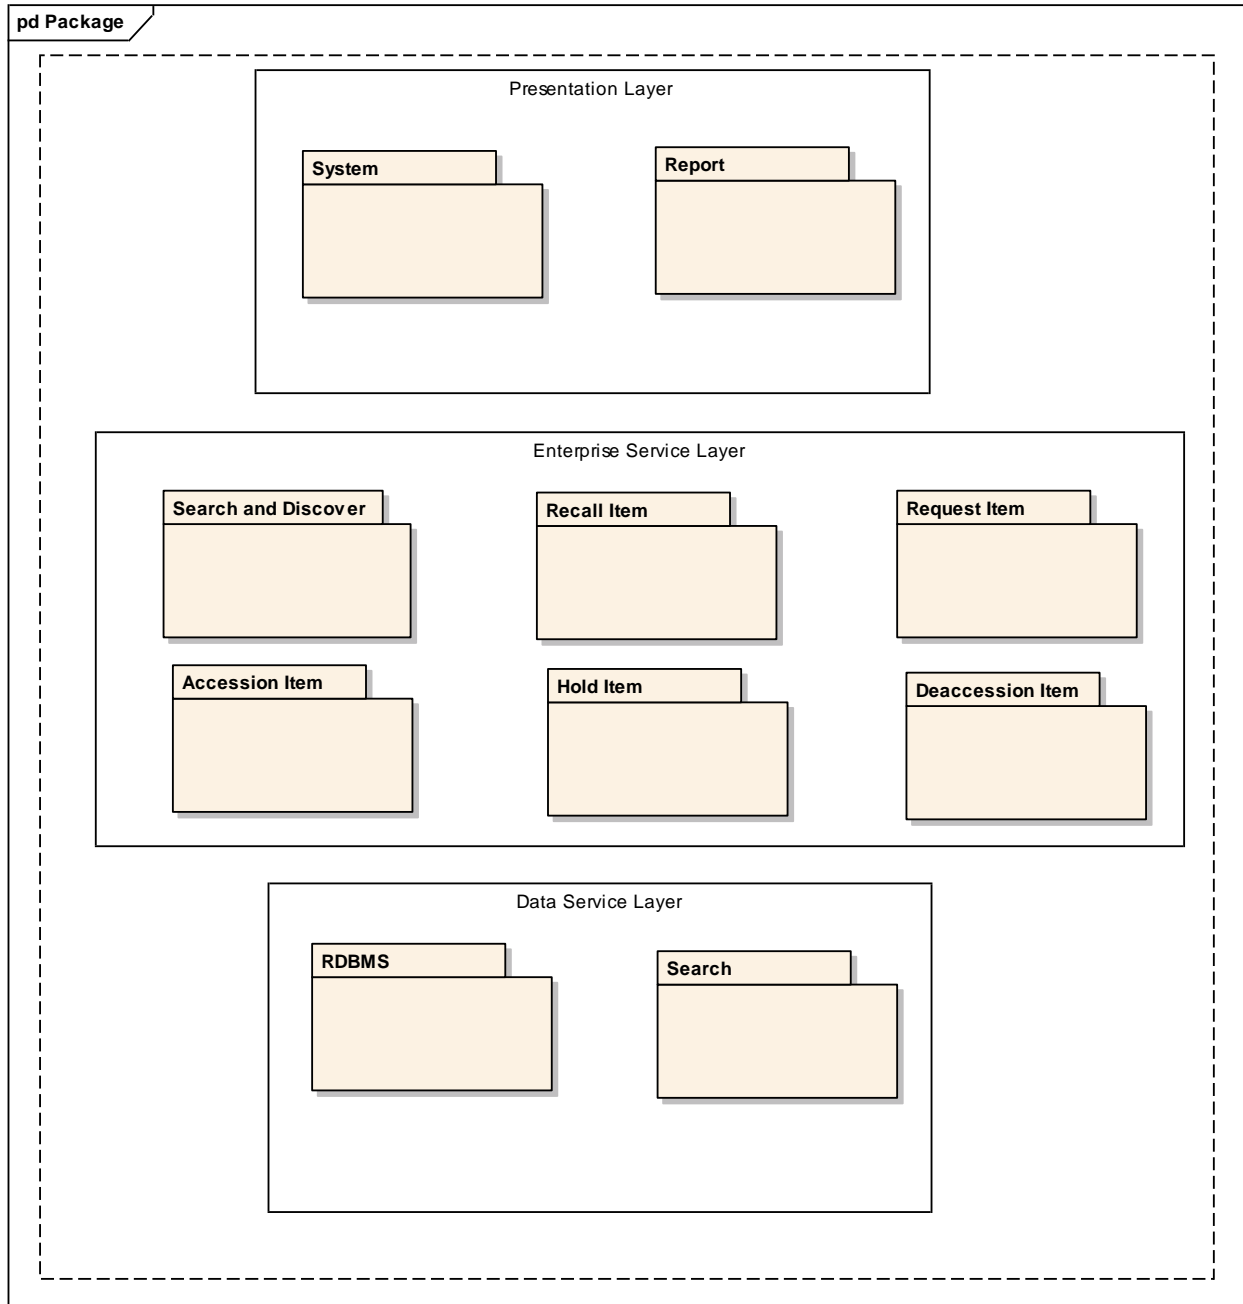 pd Package
Presentation Layer
System
Report
Enterprise Service Layer
Search and Discover
Recall Item
Request Item
Accession Item
Hold Item
Deaccession Item
Data Service Layer
RDBMS
Search